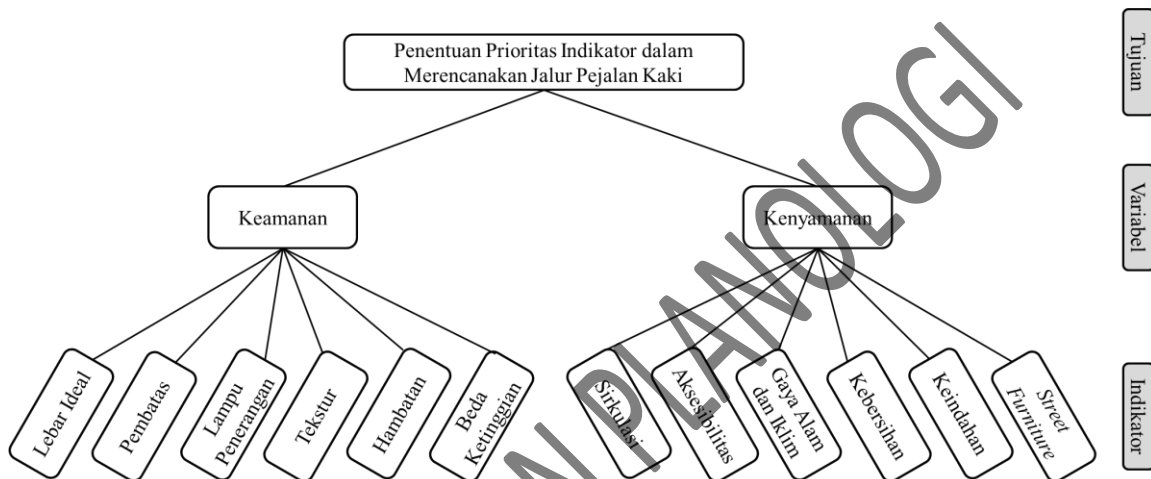 Penentuan Prioritas Indikator dalam
Merencanakan Jalur Pejalan Kaki
Tujuan
Keamanan
Kenyamanan
Variabel
Lebar Ideal
Pembatas
Lampu
Penerangan
Tekstur
Hambatan
Beda
Ketinggian
Sirkulasi
Aksesibilitas
Gaya Alam
dan Iklim
Kebersihan
Keindahan
Street
Furniture
Indikator
PLANOLOGI